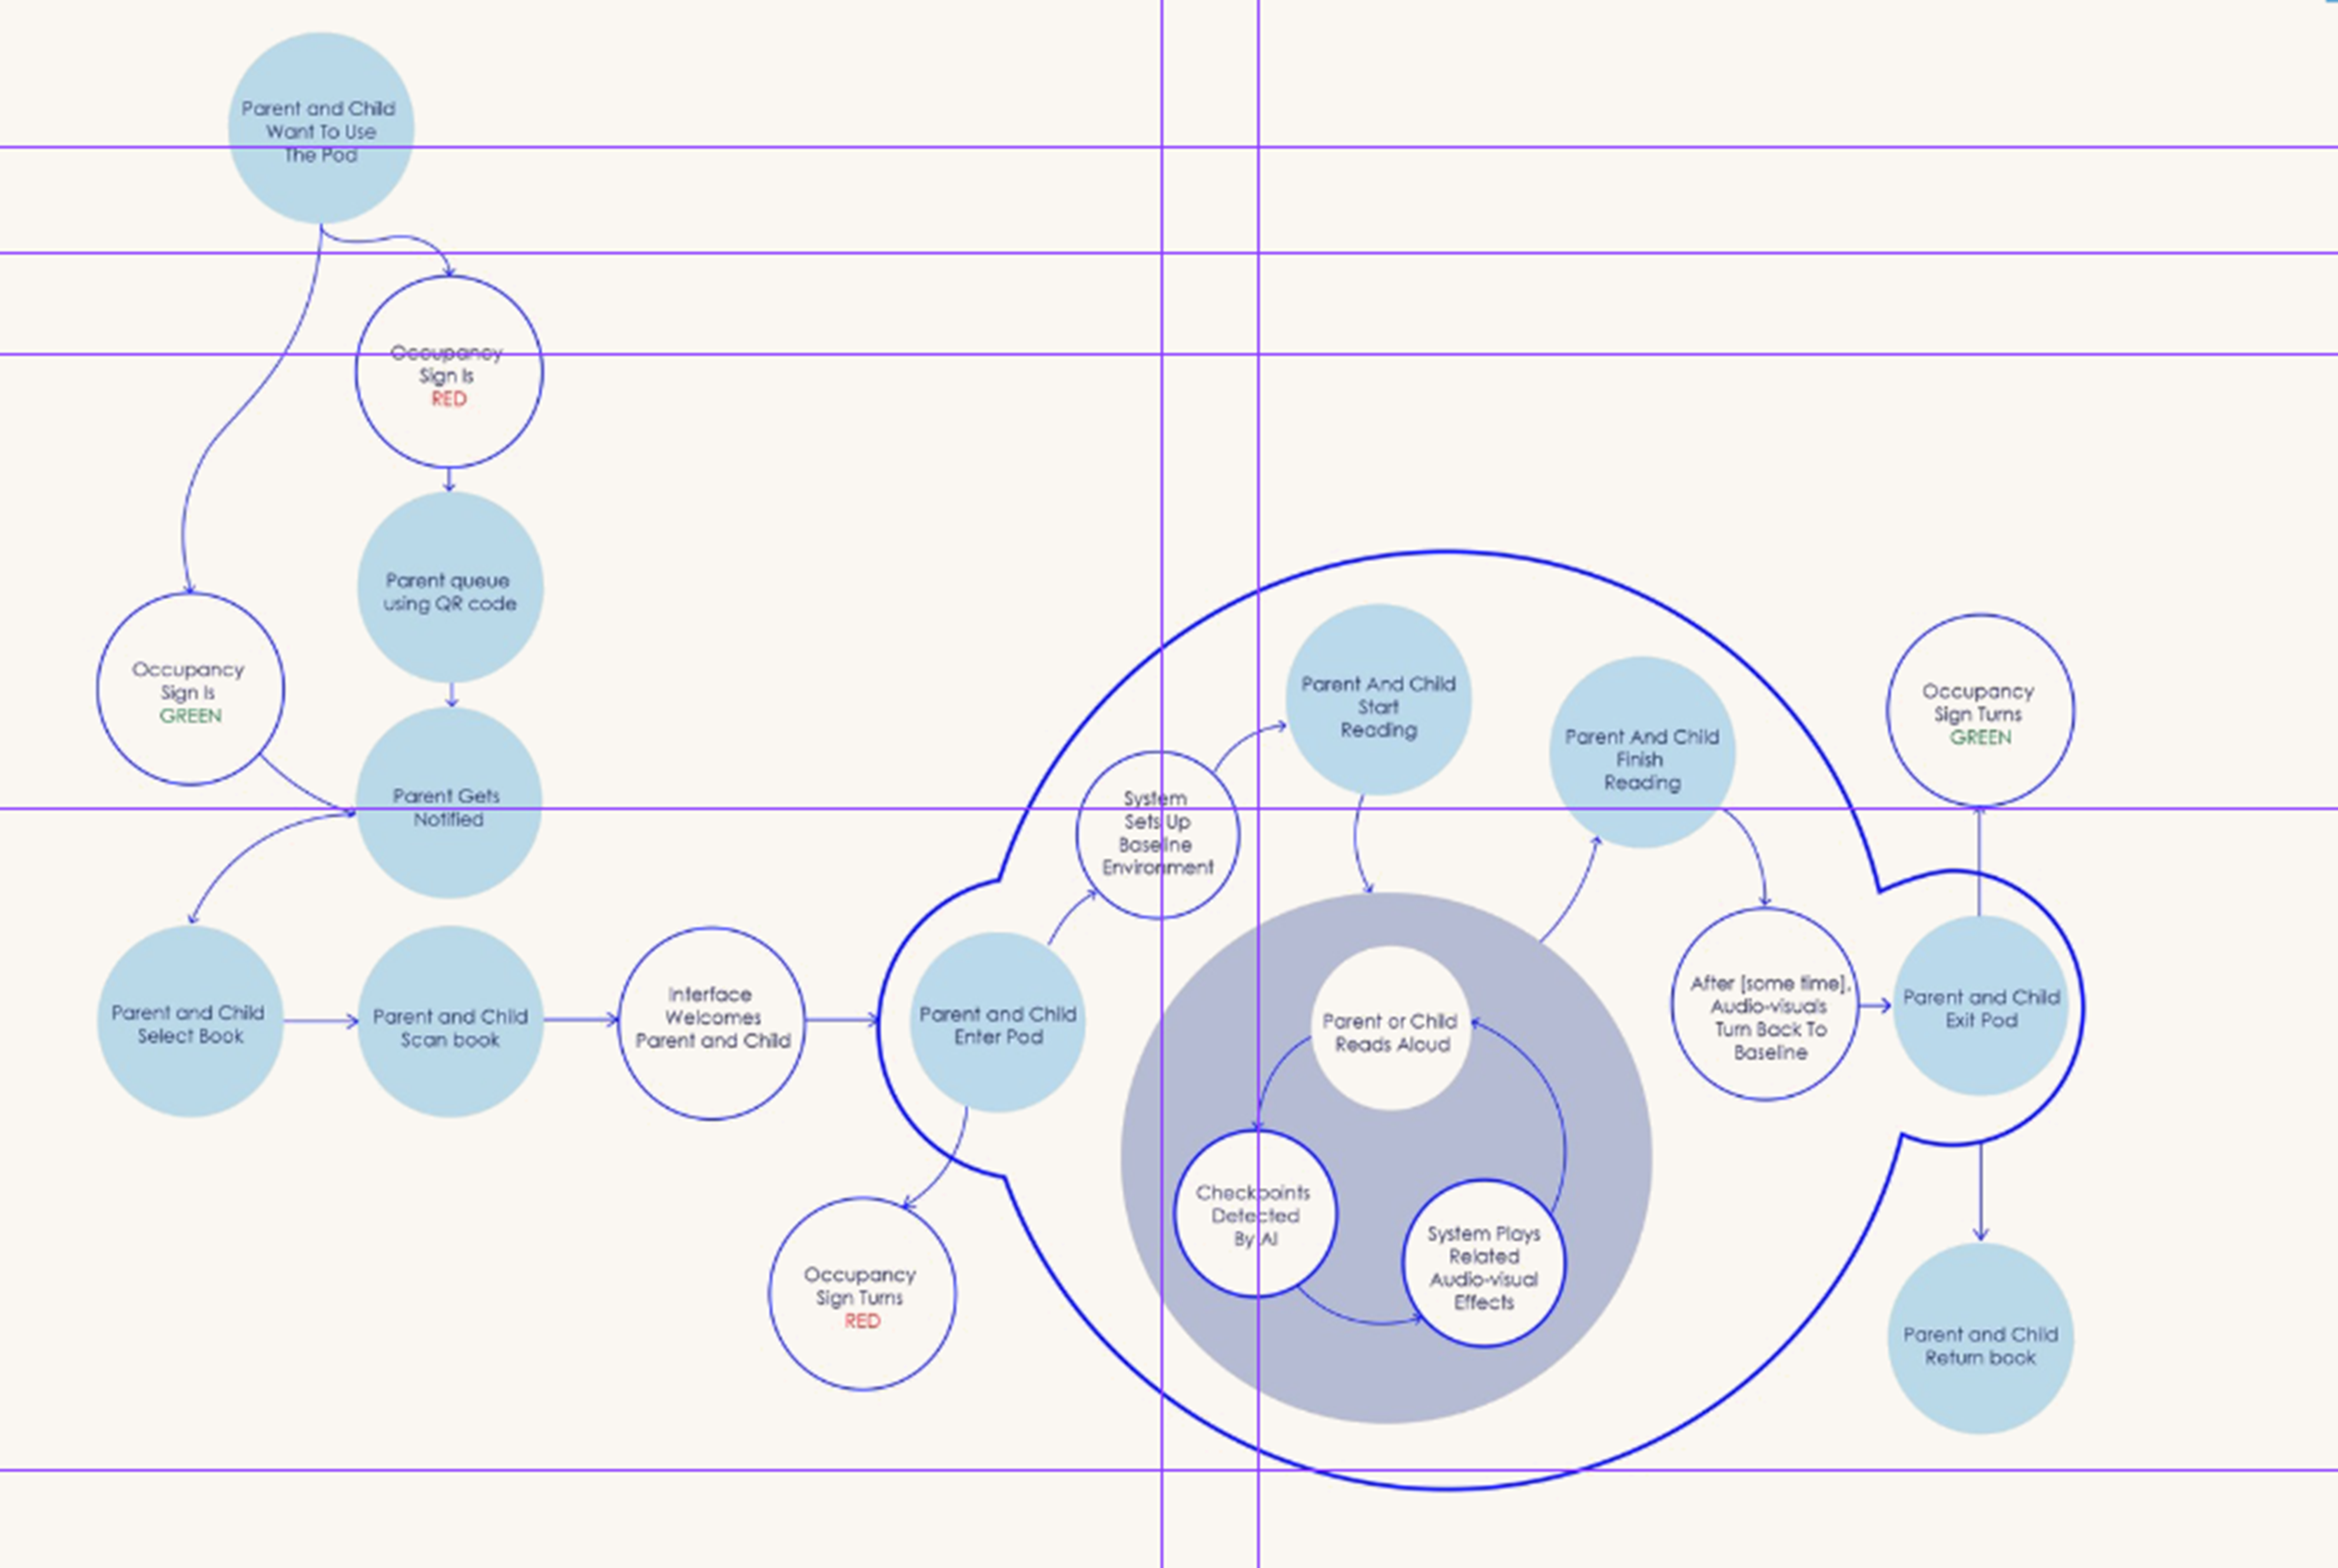 Parent and Child
Want To Use
The Pod
Occupancy
Sign Is
RED
Parent queue
using QR code
Occupancy
Sign Is
GREEN
Parent Gets
Notified
Parent and Child
Select Book
Parent and Child
Scan book
Interface
Welcomes
Parent and Child
Parent and Child
Enter Pod
Occupancy
Sign Turns
RED
System
Sets Up
Baseline
Environment
Parent And Child
Start
Reading
Parent or Child
Reads Aloud
Checkpoints
Detected
By AI
System Plays
Related
Audio-visual
Effects
Parent And Child
Finish
Reading
After [some time],
Audio-visuals
Turn Back To
Baseline
Parent and Child
Exit Pod
Occupancy
Sign Turns
GREEN
Parent and Child
Return book